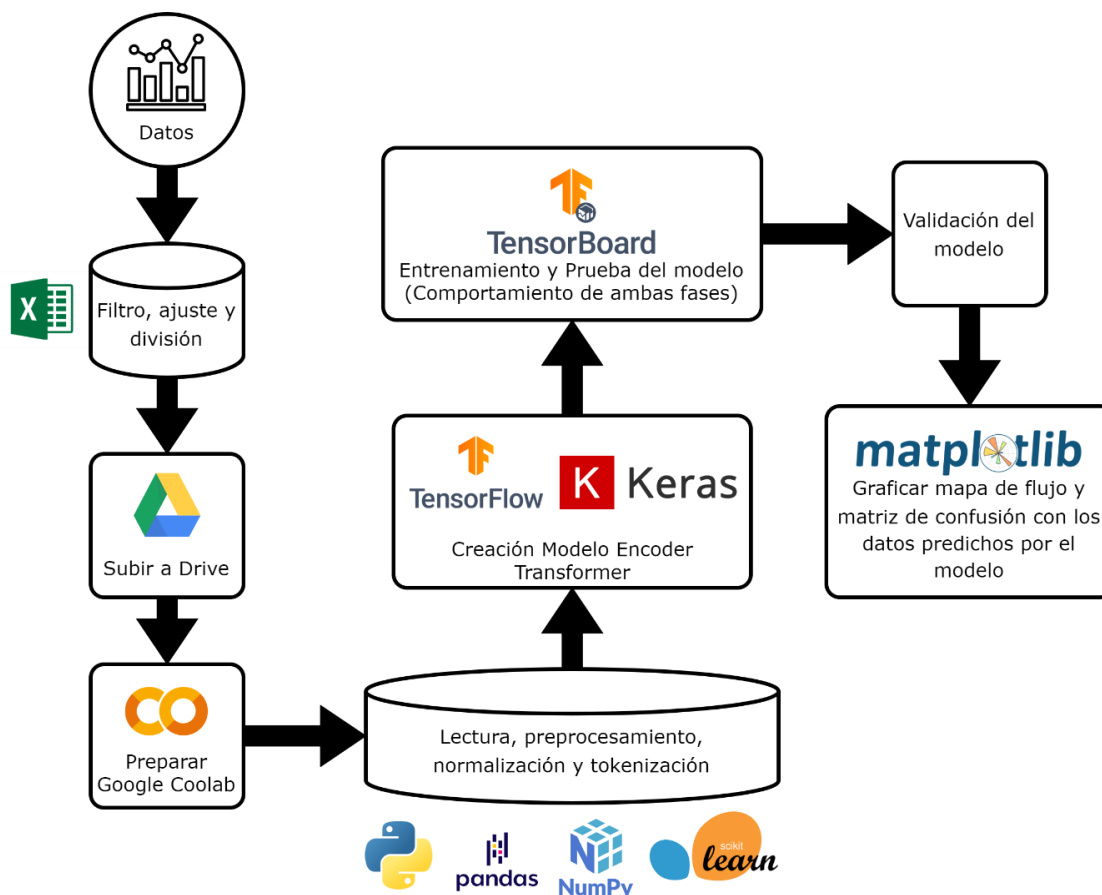 Datos
X
Filtro, ajuste y
división
Subir a Drive
Preparar
Google Coolab
Lectura, preprocesamiento,
normalización y tokenización
pandas
NumPy
scikit
learn
TensorFlow
K Keras
Creación Modelo Encoder
Transformer
TensorBoard
Entrenamiento y Prueba del modelo
(Comportamiento de ambas fases)
Validación del
modelo
matplotlib
Graficar mapa de flujo y
matriz de confusión con los
datos predichos por el
modelo